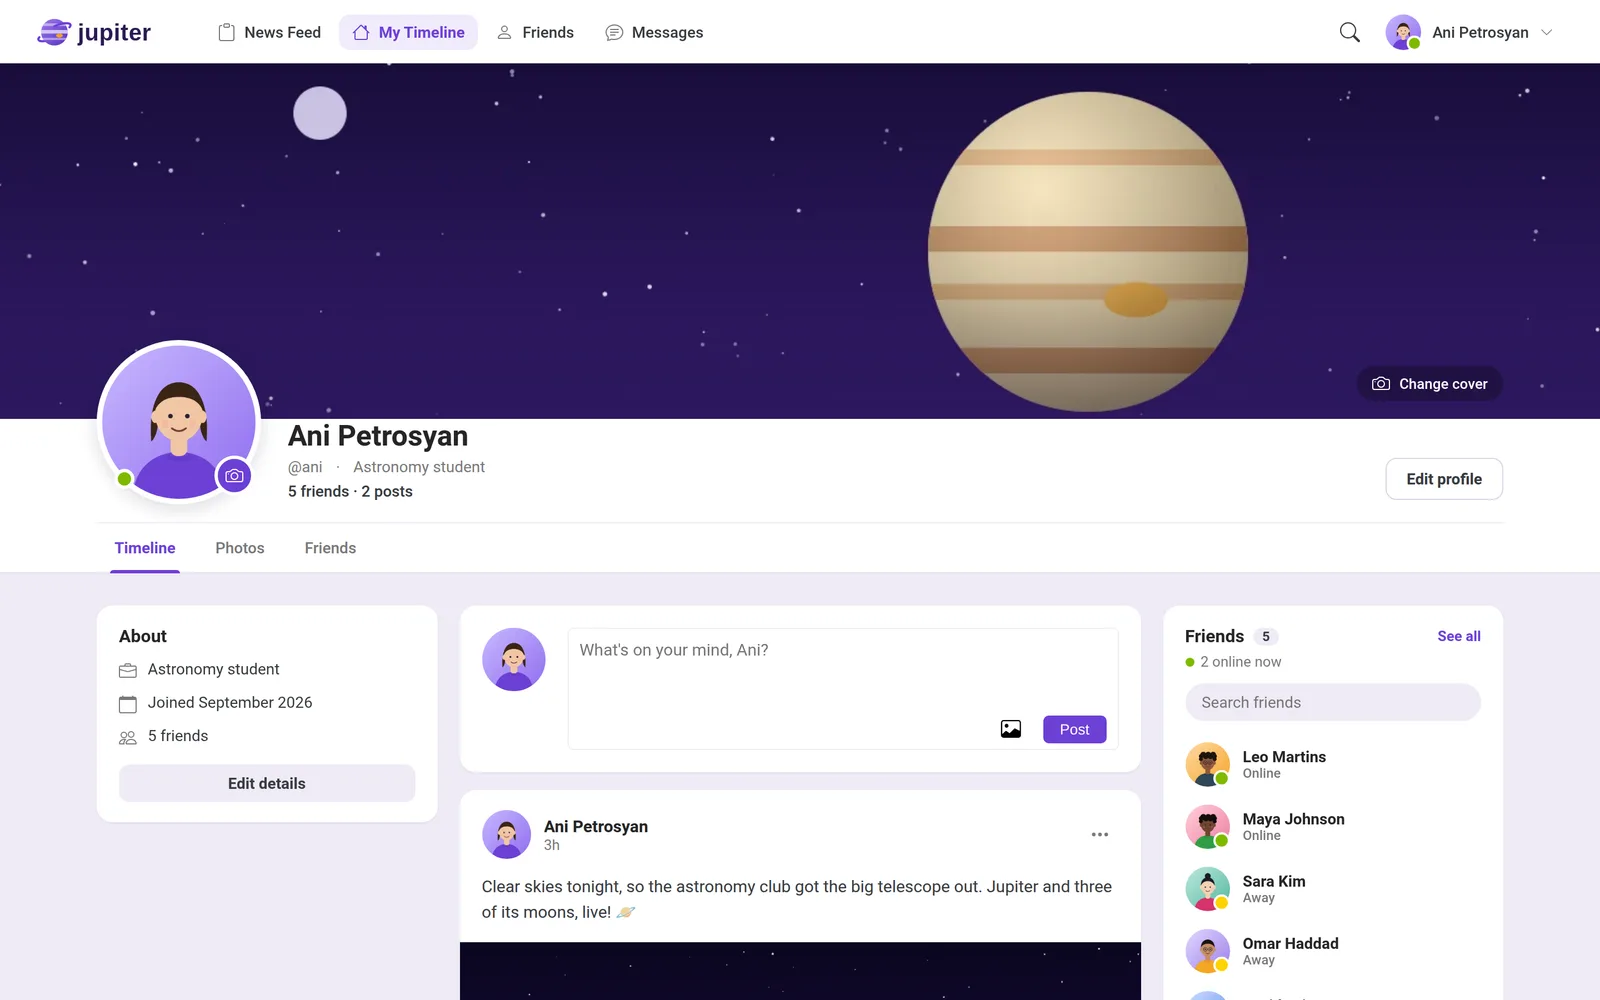 jupiter
News Feed
My Timeline
Friends
Messages
Ani Petrosyan
Change cover
Ani Petrosyan
@ani · Astronomy student
5 friends · 2 posts
Edit profile
Timeline
Photos
Friends
About
Astronomy student
Joined September 2026
5 friends
Edit details
What's on your mind, Ani?
Post
Ani Petrosyan
3h
Clear skies tonight, so the astronomy club got the big telescope out. Jupiter and three
of its moons, live! 🪐
Friends 5
See all
2 online now
Search friends
Leo Martins
Online
Maya Johnson
Online
Sara Kim
Away
Omar Haddad
Away